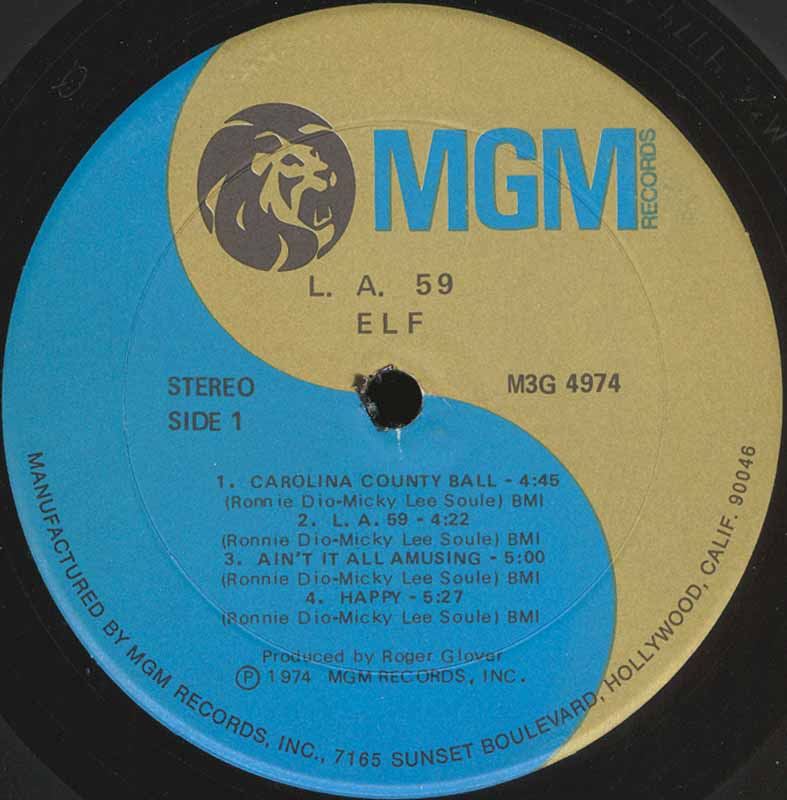 MGM RECORDS
L. A. 59
ELF
STEREO
SIDE 1
M3G 4974
1. CAROLINA COUNTY BALL - 4:45
(Ronnie Dio-Micky Lee Soule) BMI
2. L. A. 59 - 4:22
(Ronnie Dio-Micky Lee Soule) BMI
3. AIN'T IT ALL AMUSING - 5:00
(Ronnie Dio-Micky Lee Soule) BMI
4. HAPPY - 5:27
(Ronnie Dio-Micky Lee Soule) BMI
Produced by Roger Glover
Ⓟ 1974 MGM RECORDS, INC.
MANUFACTURED BY MGM RECORDS, INC., 7165 SUNSET BOULEVARD, HOLLYWOOD, CALIF. 90046